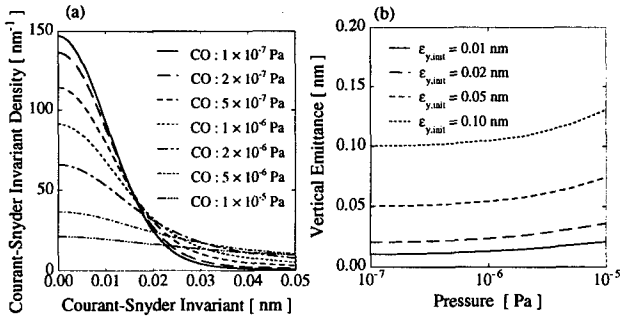 (a)
Courant-Snyder Invariant Density [ nm⁻¹ ]
150
100
50
0
CO : 1 × 10⁻⁷ Pa
CO : 2 × 10⁻⁷ Pa
CO : 5 × 10⁻⁷ Pa
CO : 1 × 10⁻⁶ Pa
CO : 2 × 10⁻⁶ Pa
CO : 5 × 10⁻⁶ Pa
CO : 1 × 10⁻⁵ Pa
0.00 0.01 0.02 0.03 0.04 0.05
Courant-Snyder Invariant [ nm ]
(b)
Vertical Emittance [ nm ]
0.20
0.15
0.10
0.05
0.00
ε_y,init = 0.01 nm
ε_y,init = 0.02 nm
ε_y,init = 0.05 nm
ε_y,init = 0.10 nm
10⁻⁷ 10⁻⁶ 10⁻⁵
Pressure [ Pa ]